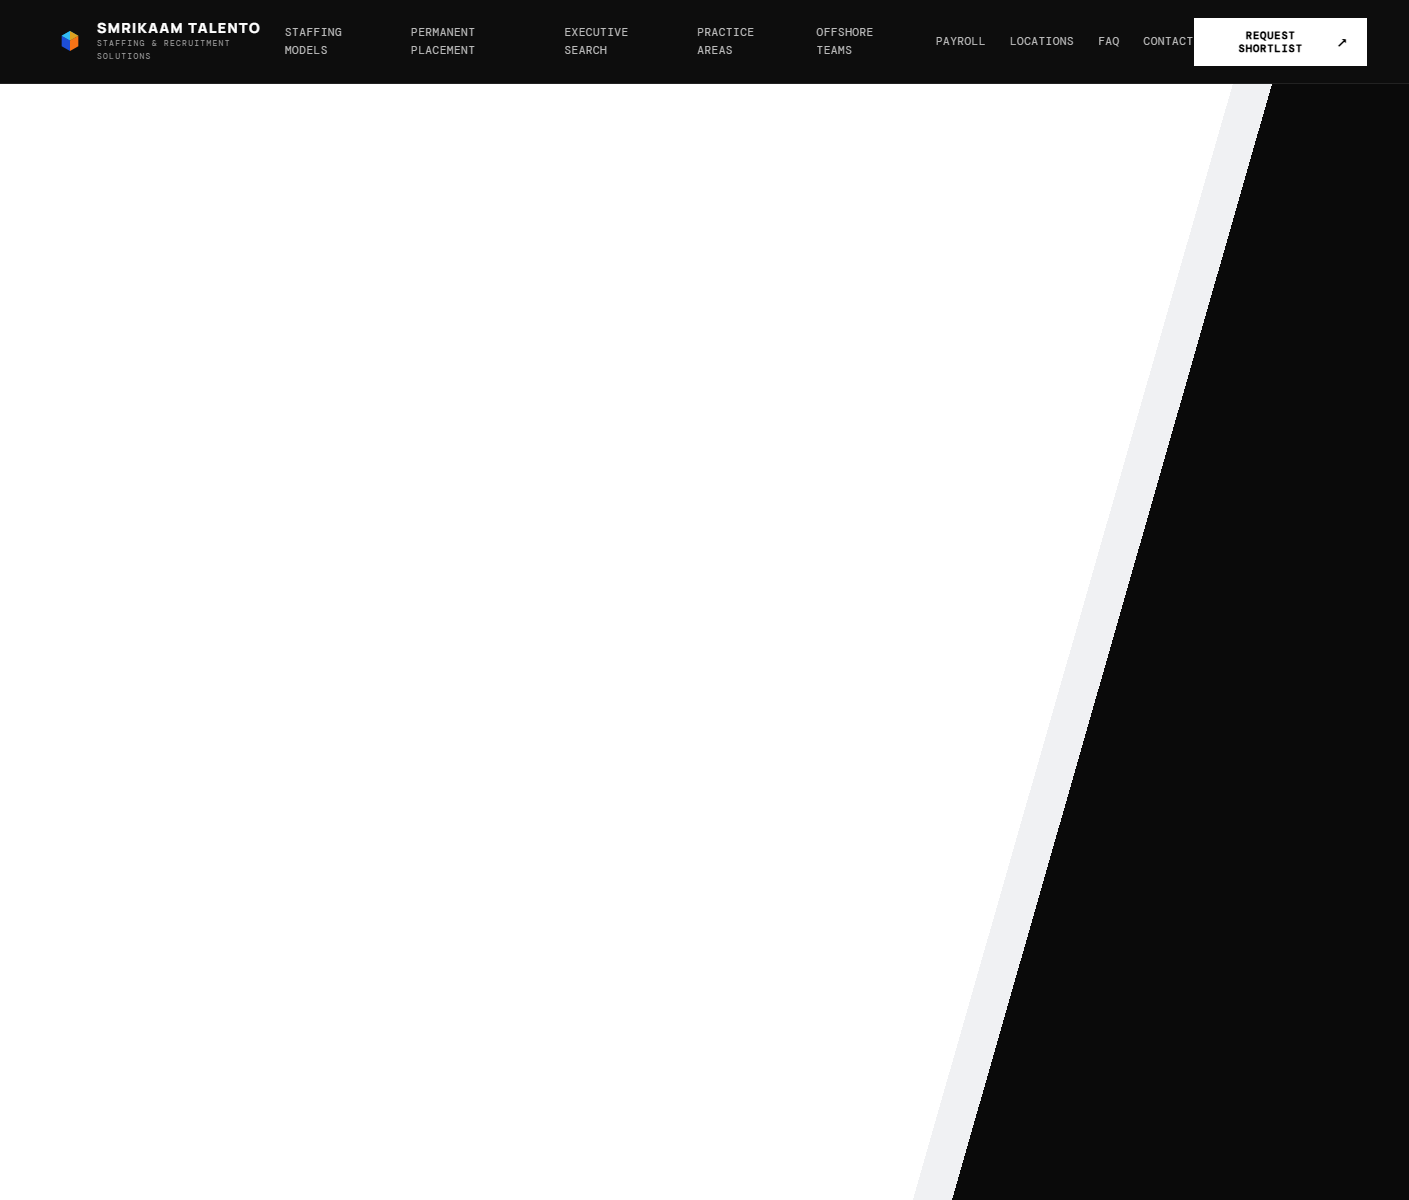 SMRIKAAM TALENTO
STAFFING & RECRUITMENT
SOLUTIONS
STAFFING
MODELS
PERMANENT
PLACEMENT
EXECUTIVE
SEARCH
PRACTICE
AREAS
OFFSHORE
TEAMS
PAYROLL
LOCATIONS
FAQ
CONTACT
REQUEST
SHORTLIST ↗